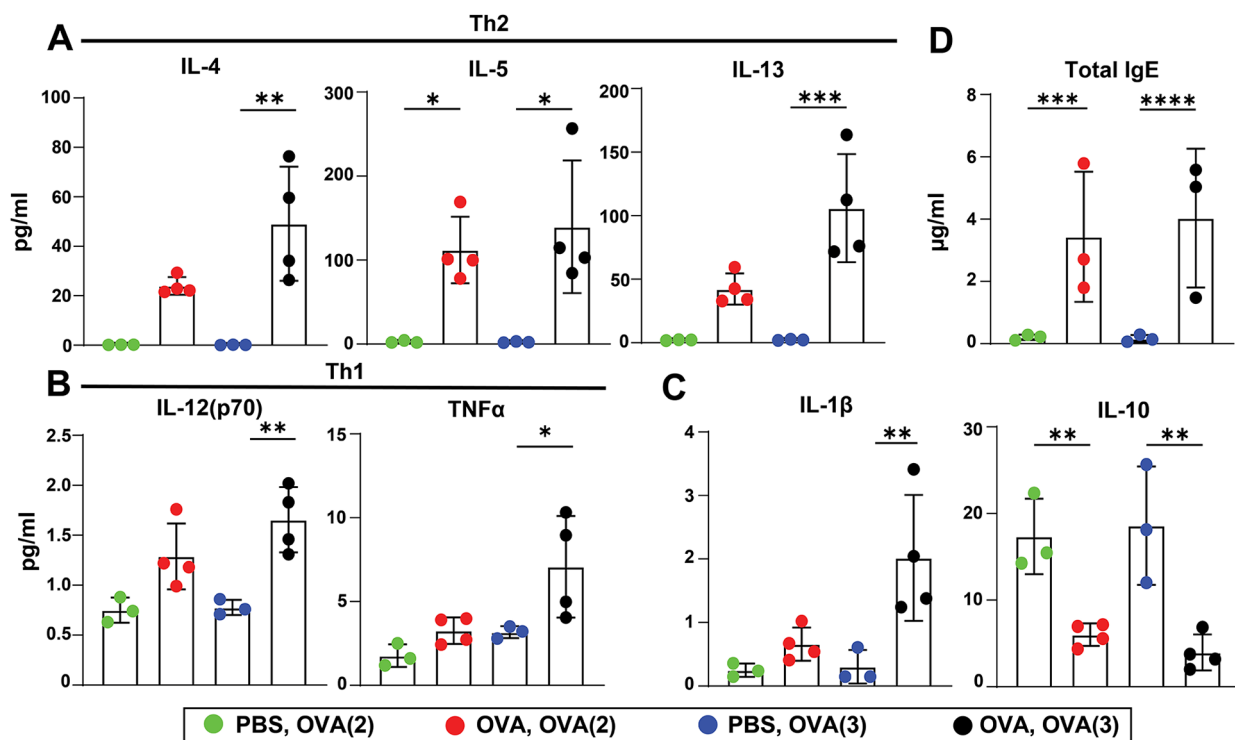 A
Th2
D
IL-4
IL-5
IL-13
Total IgE
pg/ml
100
80
60
40
20
0
**
300
200
100
0
*
*
200
150
100
50
0
***
µg/ml
8
6
4
2
0
***
****
B
Th1
C
IL-12(p70)
TNFα
IL-1β
IL-10
pg/ml
2.5
2.0
1.5
1.0
0.5
0
**
15
10
5
0
*
4
3
2
1
0
**
30
20
10
0
**
**
PBS, OVA(2) OVA, OVA(2) PBS, OVA(3) OVA, OVA(3)